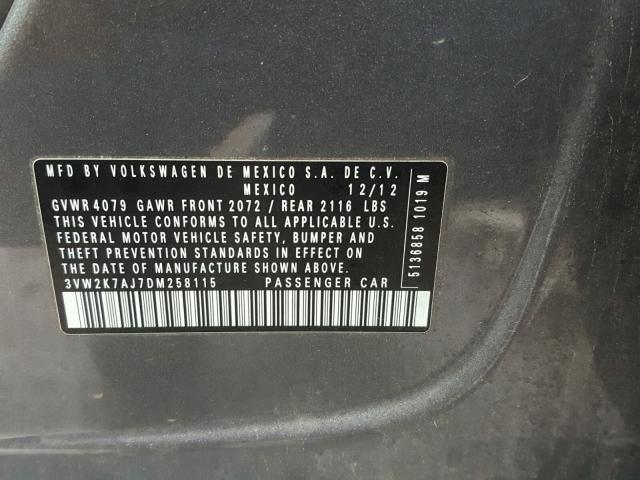 MFD BY VOLKSWAGEN DE MEXICO S.A. DE C.V.
MEXICO 12/12
GVWR 4079 GAWR FRONT 2072 / REAR 2116 LBS
THIS VEHICLE CONFORMS TO ALL APPLICABLE U.S.
FEDERAL MOTOR VEHICLE SAFETY, BUMPER AND
THEFT PREVENTION STANDARDS IN EFFECT ON
THE DATE OF MANUFACTURE SHOWN ABOVE.
3VW2K7AJ7DM258115 PASSENGER CAR
5136858 1019 M